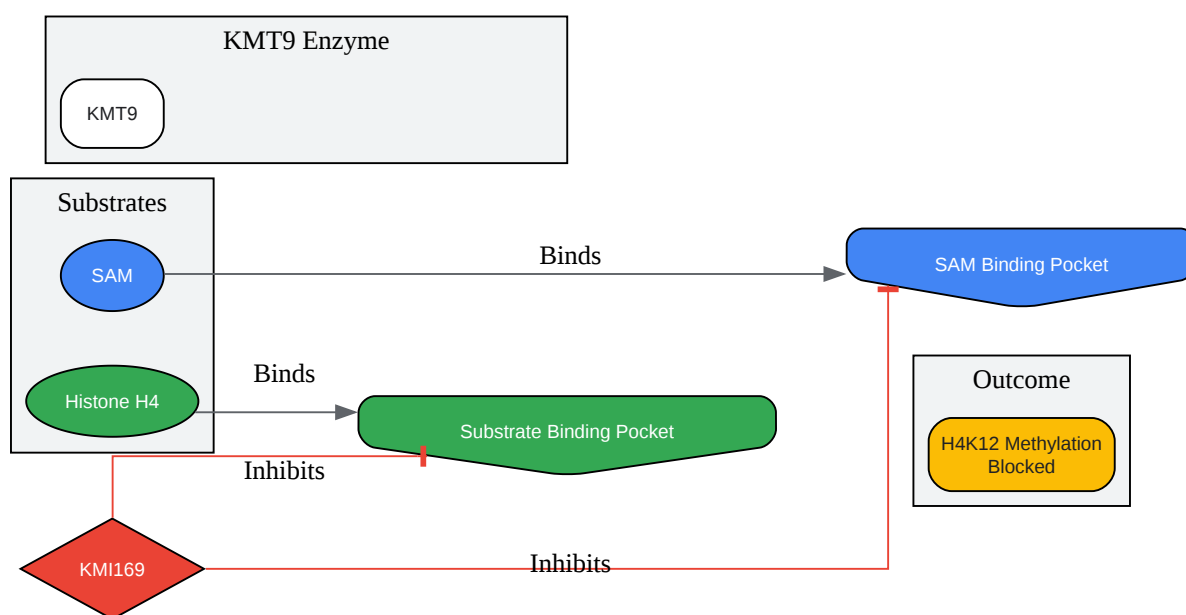 KMT9 Enzyme
KMT9
Substrates
SAM
Binds
SAM Binding Pocket
Histone H4
Binds
Substrate Binding Pocket
Inhibits
Outcome
H4K12 Methylation
Blocked
KMI169
Inhibits